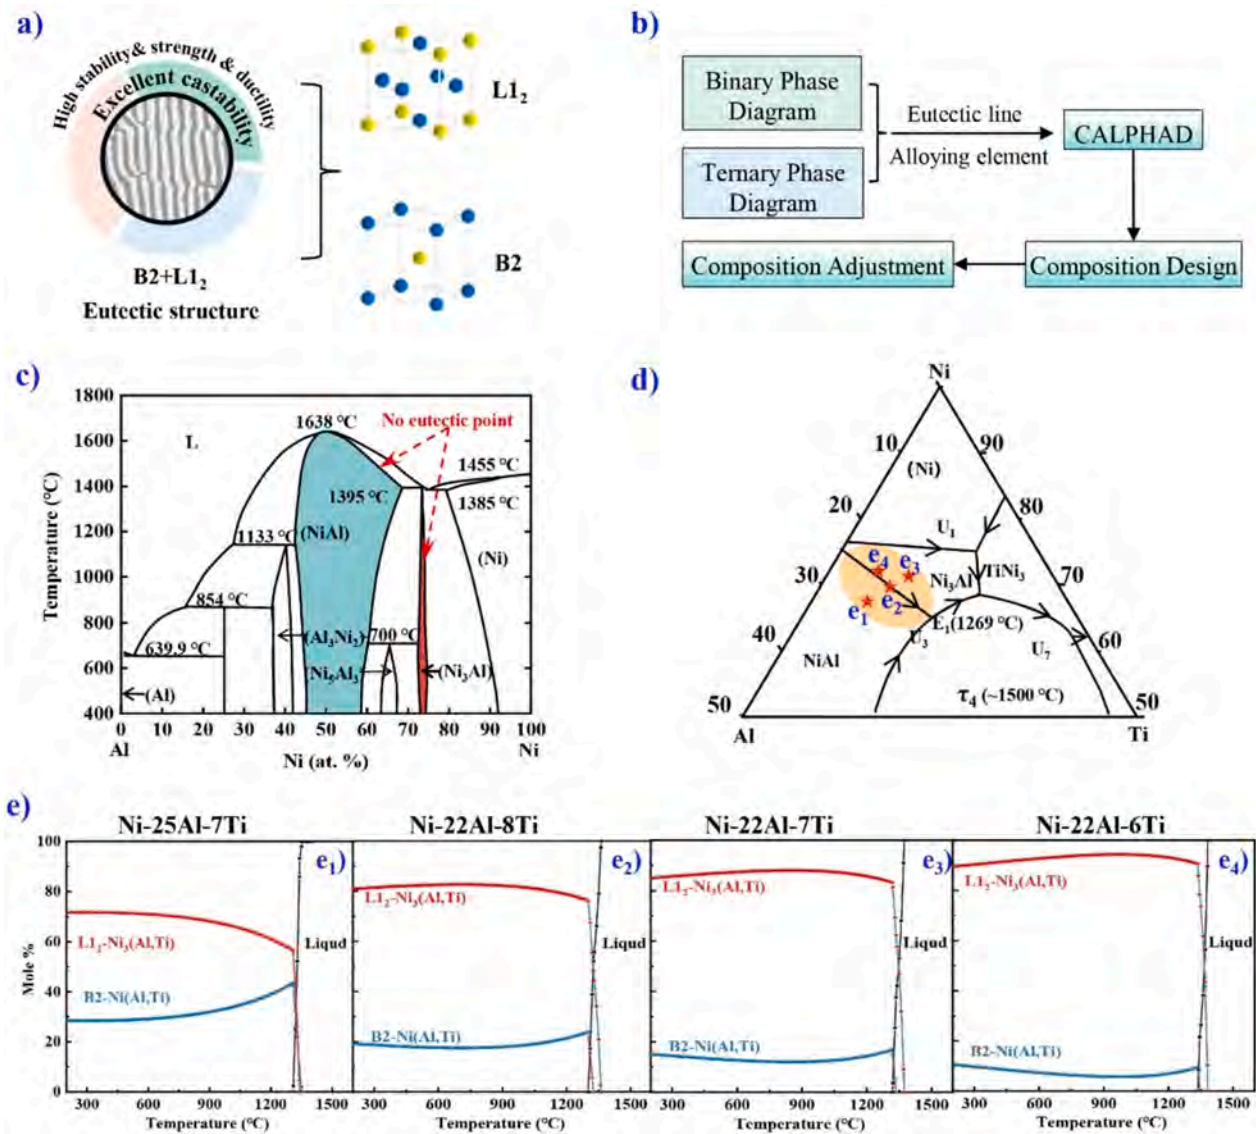 a)
High stability& strength & ductility
Excellent castability
B2+L1₂
Eutectic structure
L1₂
B2
b)
Binary Phase
Diagram
Ternary Phase
Diagram
Eutectic line
Alloying element
CALPHAD
Composition Adjustment
Composition Design
c)
1800
1600
1400
1200
1000
800
600
400
Temperature (°C)
L
1638 °C
No eutectic point
1455 °C
1395 °C
1385 °C
1133 °C
(NiAl)
(Ni)
854 °C
(Al₃Ni₂)
700 °C
639.9 °C
(Ni₅Al₃)
(Ni₃Al)
(Al)
0 10 20 30 40 50 60 70 80 90 100
Al
Ni (at. %)
Ni
d)
Ni
10
90
(Ni)
20
80
U₁
e₄
e₃
30
Ni₃Al
TiNi₃
70
e₁
e₂
E₁(1269 °C)
U₃
40
U₇
60
NiAl
τ₄ (~1500 °C)
50
50
Al
Ti
e)
Ni-25Al-7Ti
Ni-22Al-8Ti
Ni-22Al-7Ti
Ni-22Al-6Ti
100
80
60
40
20
0
Mole %
e₁)
L1₂-Ni₃(Al,Ti)
Liqud
B2-Ni(Al,Ti)
300 600 900 1200 1500
Temperature (°C)
e₂)
L1₂-Ni₃(Al,Ti)
Liqud
B2-Ni(Al,Ti)
300 600 900 1200 1500
Temperature (°C)
e₃)
L1₂-Ni₃(Al,Ti)
Liqud
B2-Ni(Al,Ti)
300 600 900 1200 1500
Temperature (°C)
e₄)
L1₂-Ni₃(Al,Ti)
Liqud
B2-Ni(Al,Ti)
300 600 900 1200 1500
Temperature (°C)